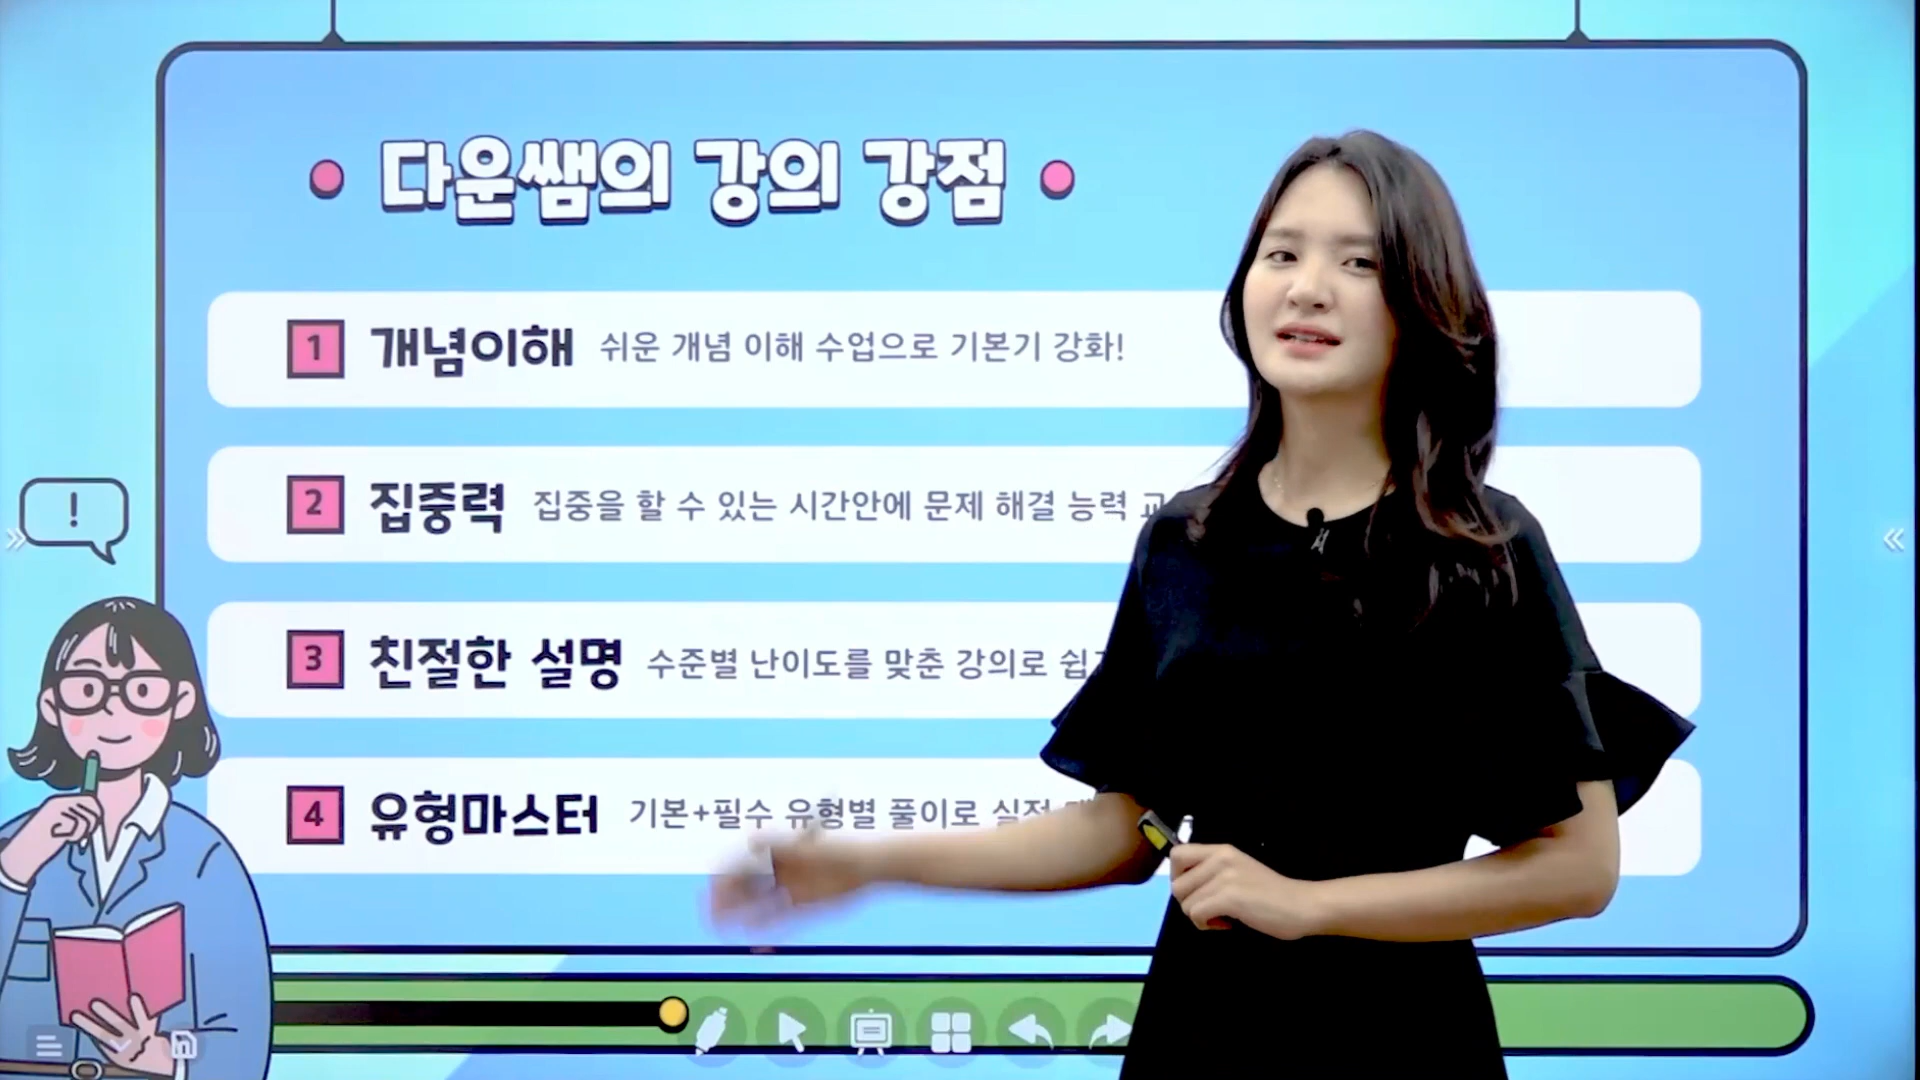 다운쌤의 강의 강점
1 개념이해 쉬운 개념 이해 수업으로 기본기 강화!
2 집중력 집중을 할 수 있는 시간안에 문제 해결 능력
3 친절한 설명 수준별 난이도를 맞춘 강의로
4 유형마스터 기본+필수 유형별 풀이로 실전
!